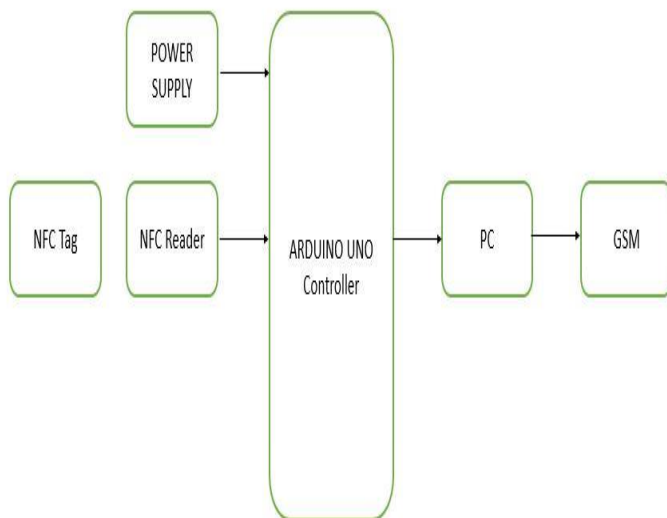 POWER
SUPPLY
NFC Tag
NFC Reader
ARDUINO UNO
Controller
PC
GSM